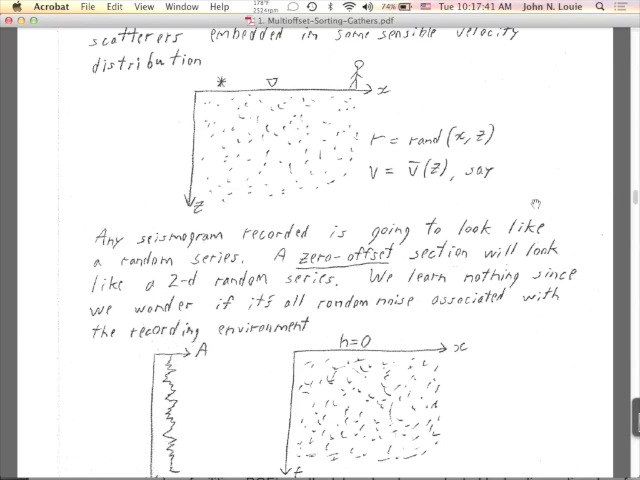 Acrobat File Edit View Window Help 178°F 2524rpm 74% Tue 10:17:41 AM John N. Louie
1. Multioffset-Sorting-Gathers.pdf
scatterers embedded in some sensible velocity
distribution
x
r = rand(x, z)
v = v̄(z), say
z
Any seismogram recorded is going to look like
a random series. A zero-offset section will look
like a 2-d random series. We learn nothing since
we wonder if it's all random noise associated with
the recording environment
A
h=0
x
t